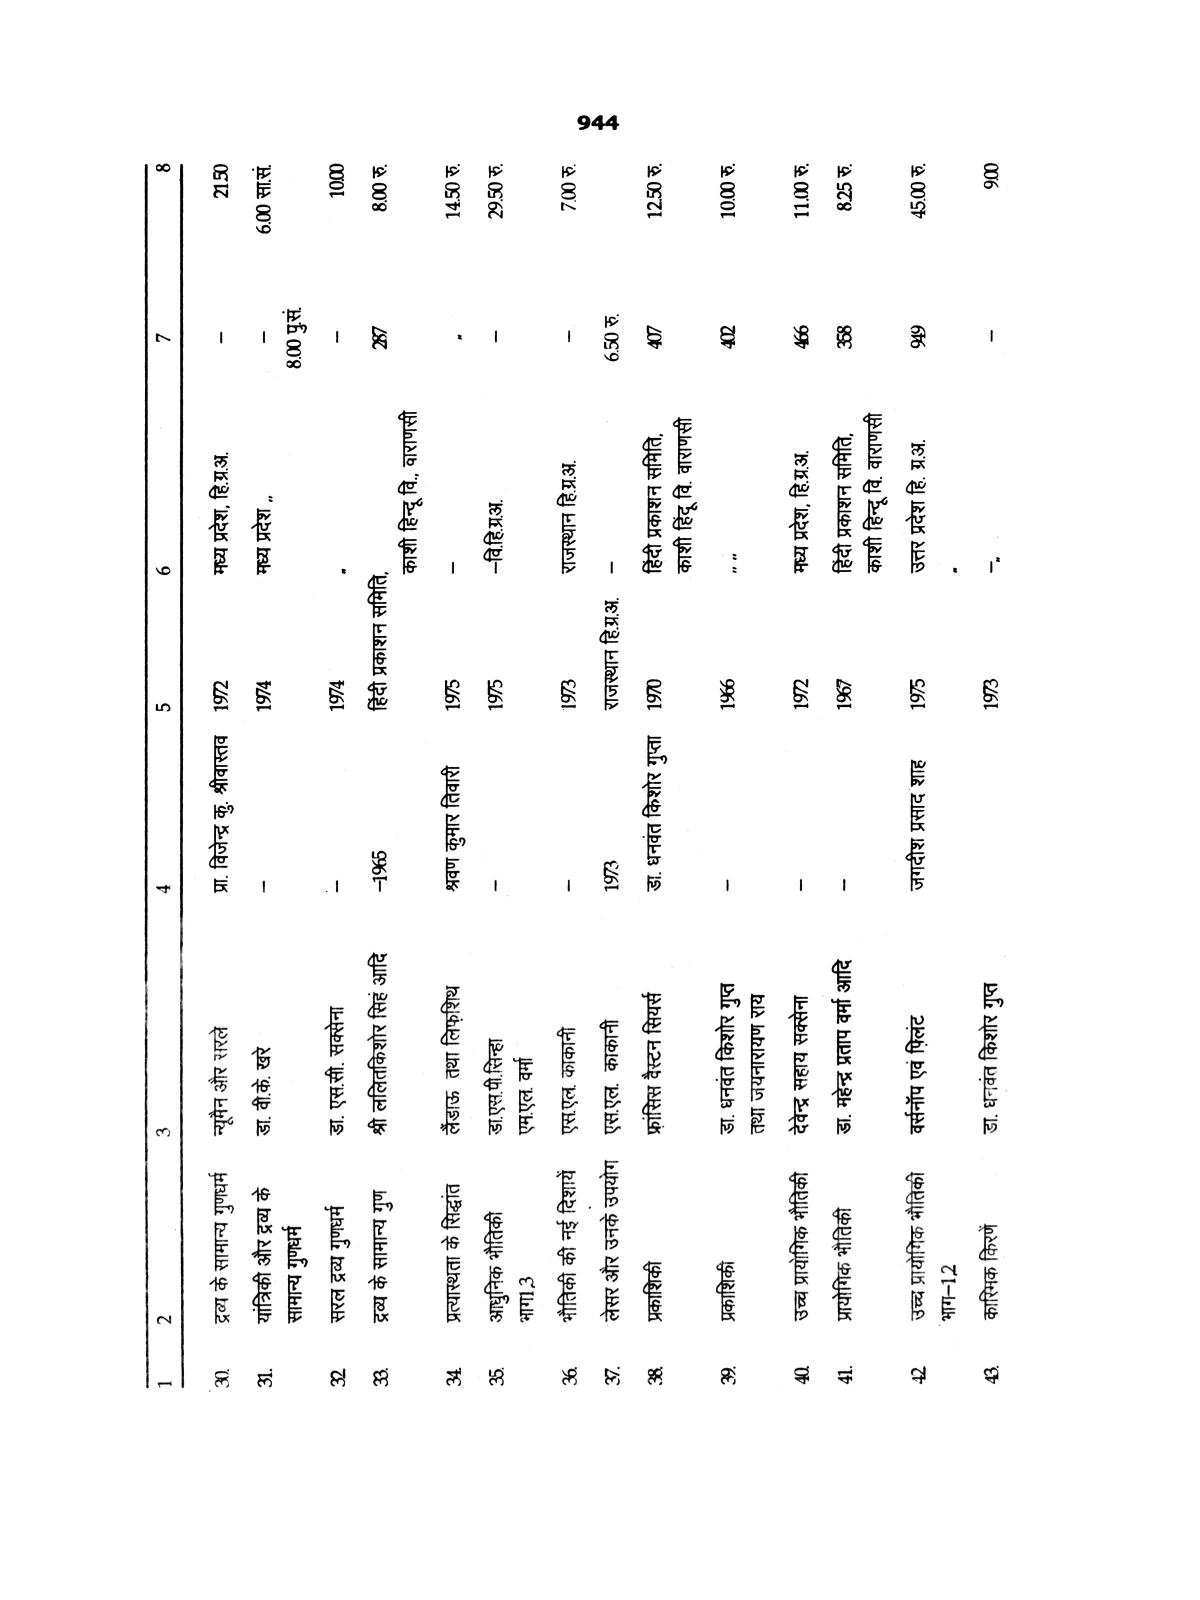 944
1 2 3 4 5 6 7 8
30. द्रव्य के सामान्य गुणधर्म न्यूमैन और सरले प्रा. विजेन्द्र कु. श्रीवास्तव 1972 मध्य प्रदेश, हि.ग्र.अ. – 21.50
31. यांत्रिकी और द्रव्य के डा. वी.के. खरे – 1974 मध्य प्रदेश „ – 6.00 सा.सं.
सामान्य गुणधर्म 8.00 पु.सं.
32 सरल द्रव्य गुणधर्म डा. एस.सी. सक्सेना – 1974 „ – 10.00
33. द्रव्य के सामान्य गुण श्री ललितकिशोर सिहं आदि –1965 हिंदी प्रकाशन समिति, 287 8.00 रु.
काशी हिन्दू वि., वाराणसी
34. प्रत्यास्थता के सिद्धांत लैंडाऊ तथा लिफ़शिथ श्रवण कुमार तिवारी 1975 – „ 14.50 रु.
35. आधुनिक भौतिकी डा.एस.पी.सिन्हा – 1975 –वि.हि.ग्र.अ. – 29.50 रु.
भाग1,3 एम.एल. वर्मा
36. भौतिकी की नई दिशायें एस.एल. काकानी – 1973 राजस्थान हि.ग्र.अ. – 7.00 रु.
37. लेसर और उनके उपयोग एस.एल. काकानी 1973 राजस्थान हि.ग्र.अ. – 6.50 रु.
38. प्रकाशिकी फ्रांसिस वैस्टन सियर्स डा. धनवंत किशोर गुप्ता 1970 हिंदी प्रकाशन समिति, 407 12.50 रु.
काशी हिंदू वि. वाराणसी
39. प्रकाशिकी डा. धनवंत किशोर गुप्त – 1966 „ „ 402 10.00 रु.
तथा जयनारायण राय
40. उच्च प्रायोगिक भौतिकी देवेन्द्र सहाय सक्सेना – 1972 मध्य प्रदेश, हि.ग्र.अ. 466 11.00 रु.
41. प्रायोगिक भौतिकी डा. महेन्द्र प्रताप वर्मा आदि – 1967 हिंदी प्रकाशन समिति, 358 8.25 रु.
काशी हिन्दू वि. वाराणसी
42 उच्च प्रायोगिक भौतिकी वर्सनॉप एवं फ्लिंट जगदीश प्रसाद शाह 1975 उत्तर प्रदेश हि. ग्र.अ. 949 45.00 रु.
भाग–1,2 „
43. कास्मिक किरणें डा. धनवंत किशोर गुप्त 1973 –„ – 9.00